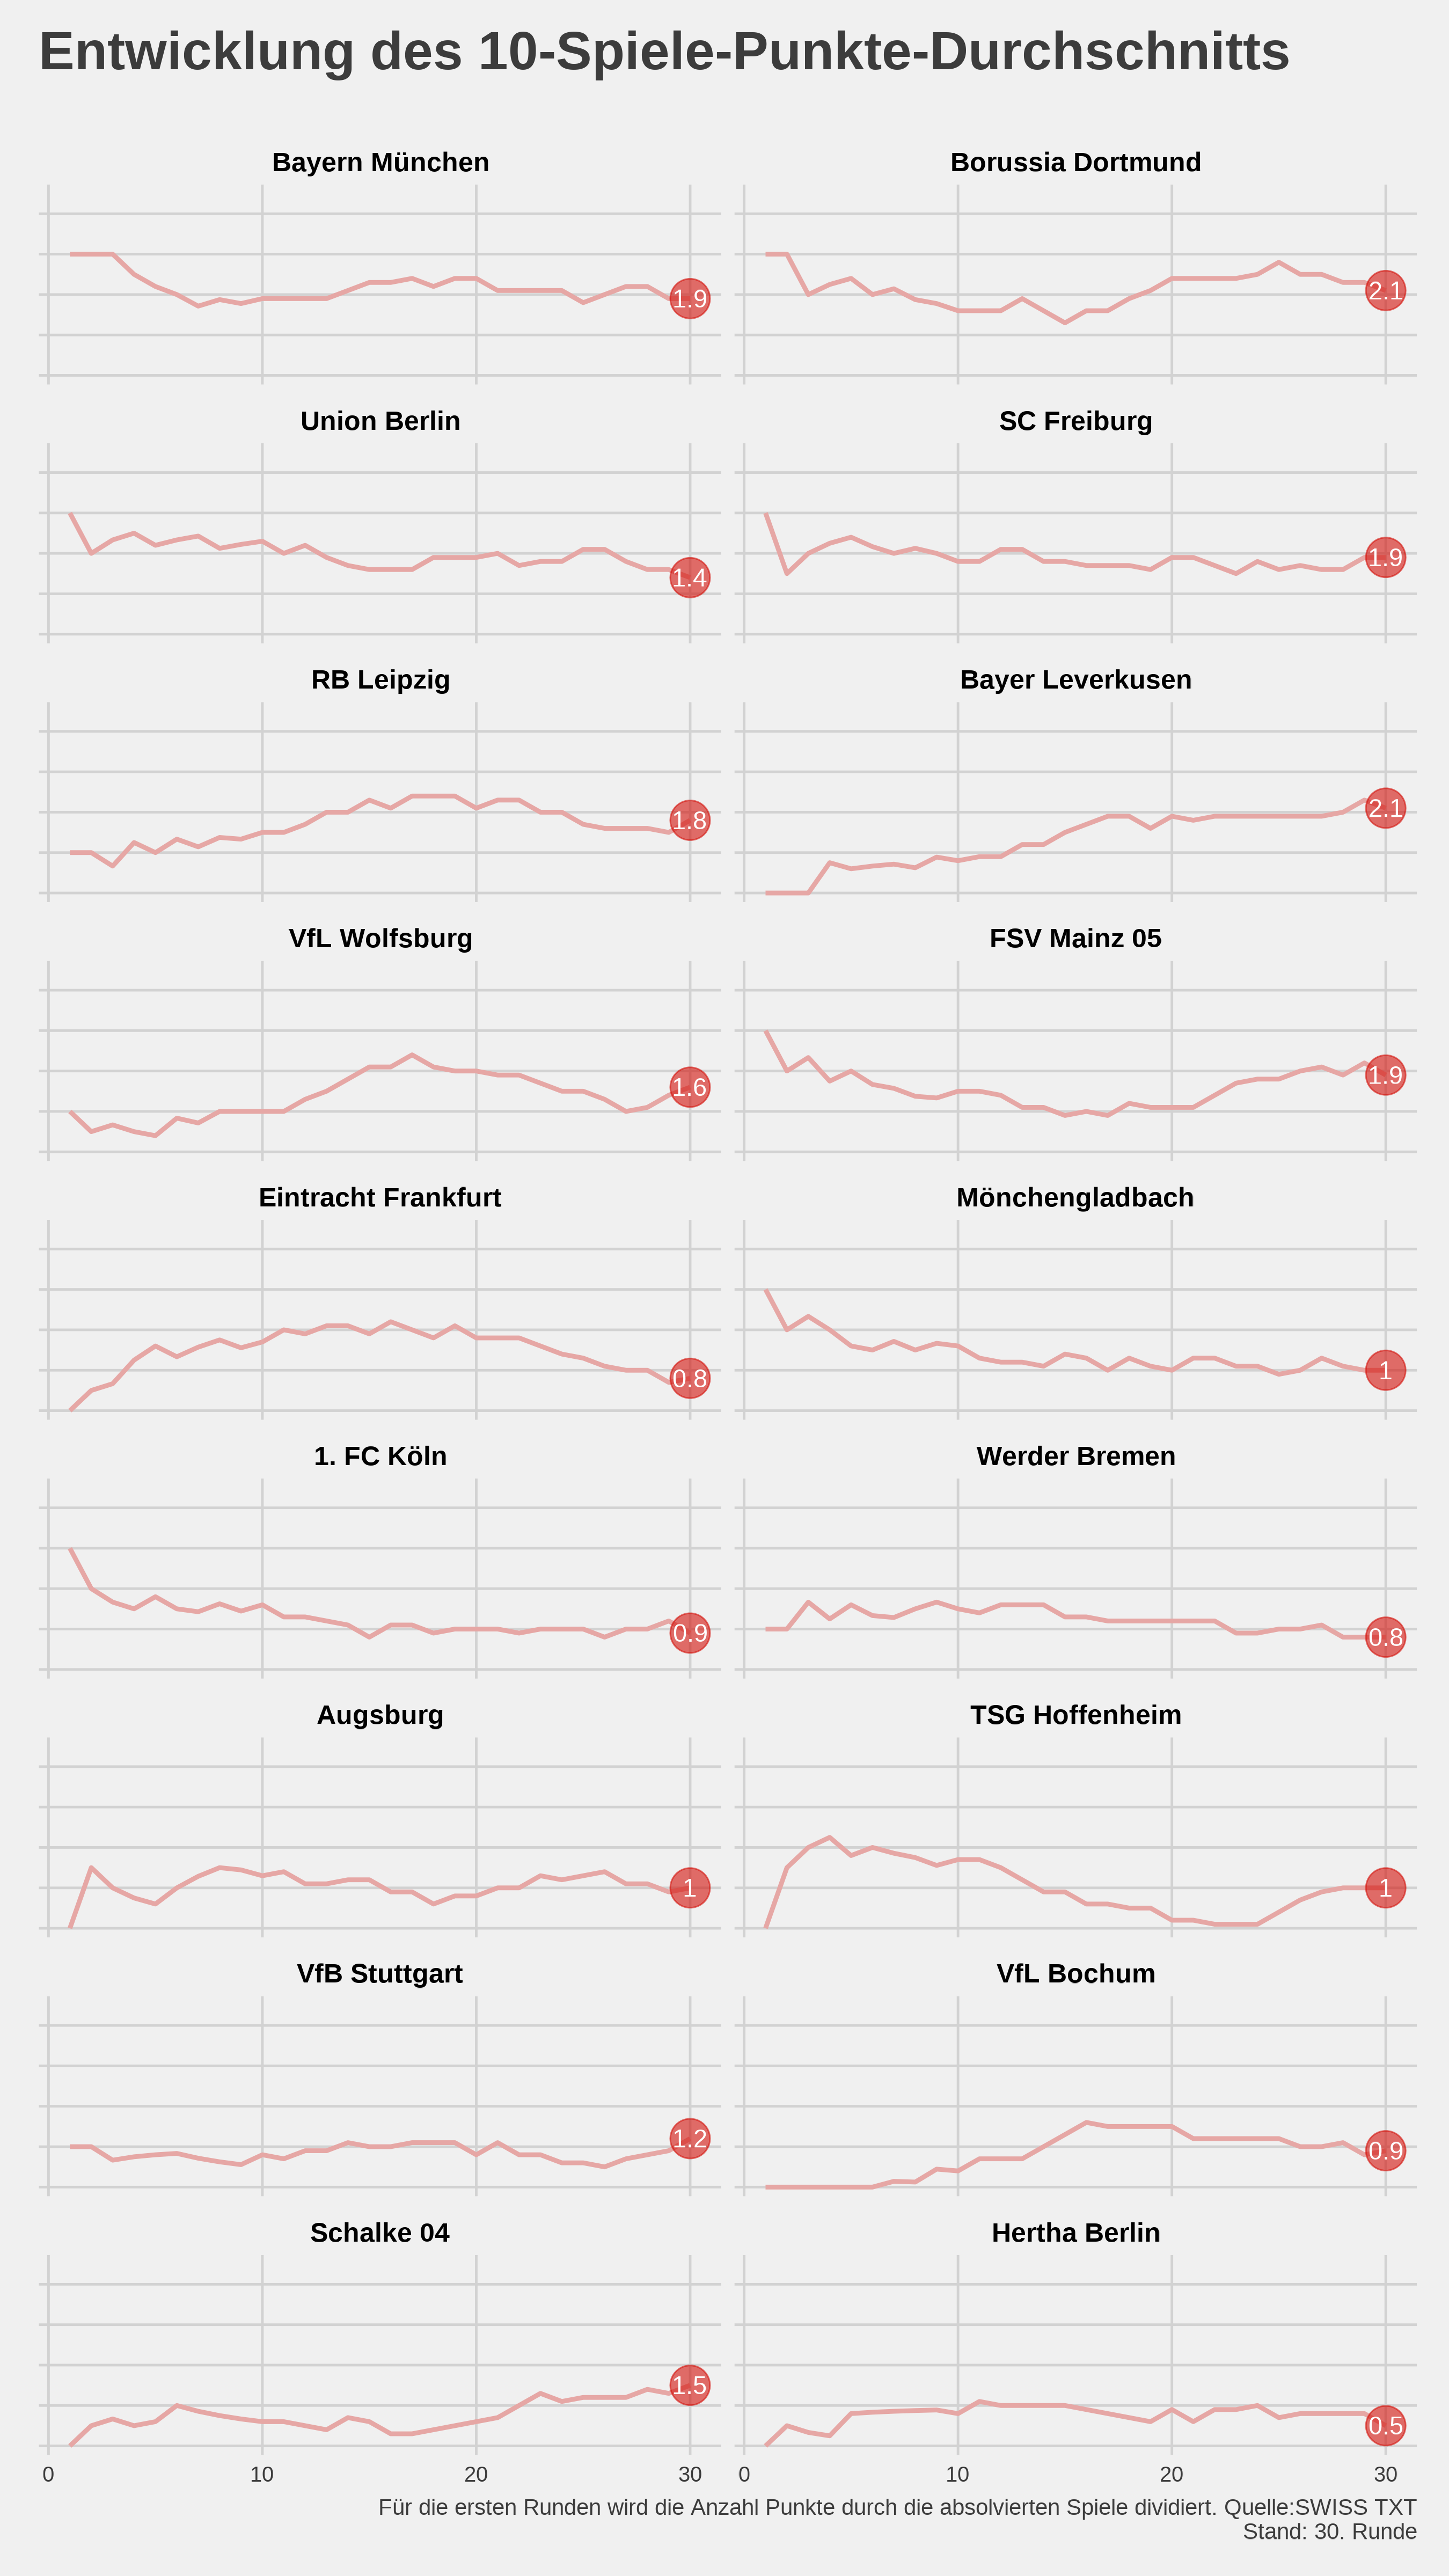 Entwicklung des 10-Spiele-Punkte-Durchschnitts
Bayern München
Borussia Dortmund
1.9
2.1
Union Berlin
SC Freiburg
1.4
1.9
RB Leipzig
Bayer Leverkusen
1.8
2.1
VfL Wolfsburg
FSV Mainz 05
1.6
1.9
Eintracht Frankfurt
Mönchengladbach
0.8
1
1. FC Köln
Werder Bremen
0.9
0.8
Augsburg
TSG Hoffenheim
1
1
VfB Stuttgart
VfL Bochum
1.2
0.9
Schalke 04
Hertha Berlin
1.5
0.5
0 10 20 30 0 10 20 30
Für die ersten Runden wird die Anzahl Punkte durch die absolvierten Spiele dividiert. Quelle:SWISS TXT
Stand: 30. Runde